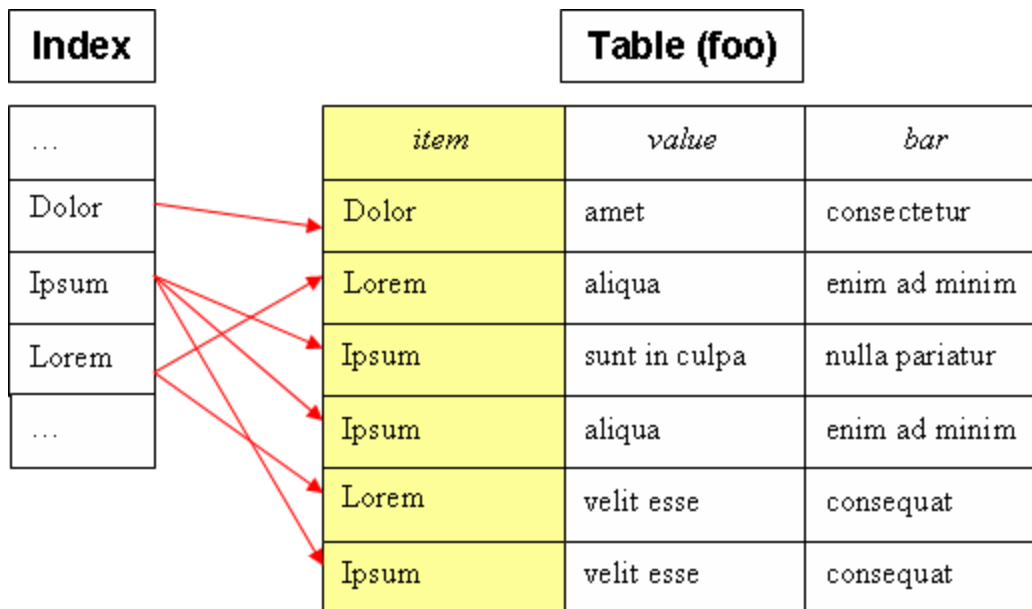 Index
Table (foo)
...
Dolor
Ipsum
Lorem
...
item value bar
Dolor amet consectetur
Lorem aliqua enim ad minim
Ipsum sunt in culpa nulla pariatur
Ipsum aliqua enim ad minim
Lorem velit esse consequat
Ipsum velit esse consequat